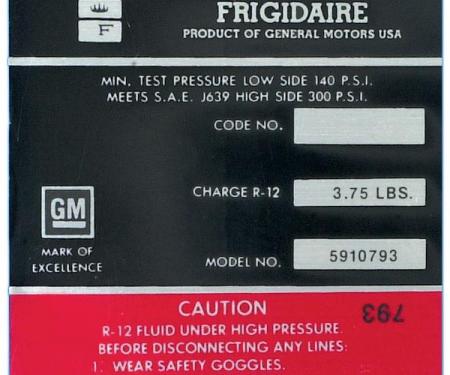 FRIGIDAIRE
F
PRODUCT OF GENERAL MOTORS USA
MIN. TEST PRESSURE LOW SIDE 140 P.S.I.
MEETS S.A.E. J639 HIGH SIDE 300 P.S.I.
CODE NO.
CHARGE R-12 3.75 LBS.
GM
MARK OF
EXCELLENCE
MODEL NO. 5910793
CAUTION
793
R-12 FLUID UNDER HIGH PRESSURE.
BEFORE DISCONNECTING ANY LINES:
1. WEAR SAFETY GOGGLES.